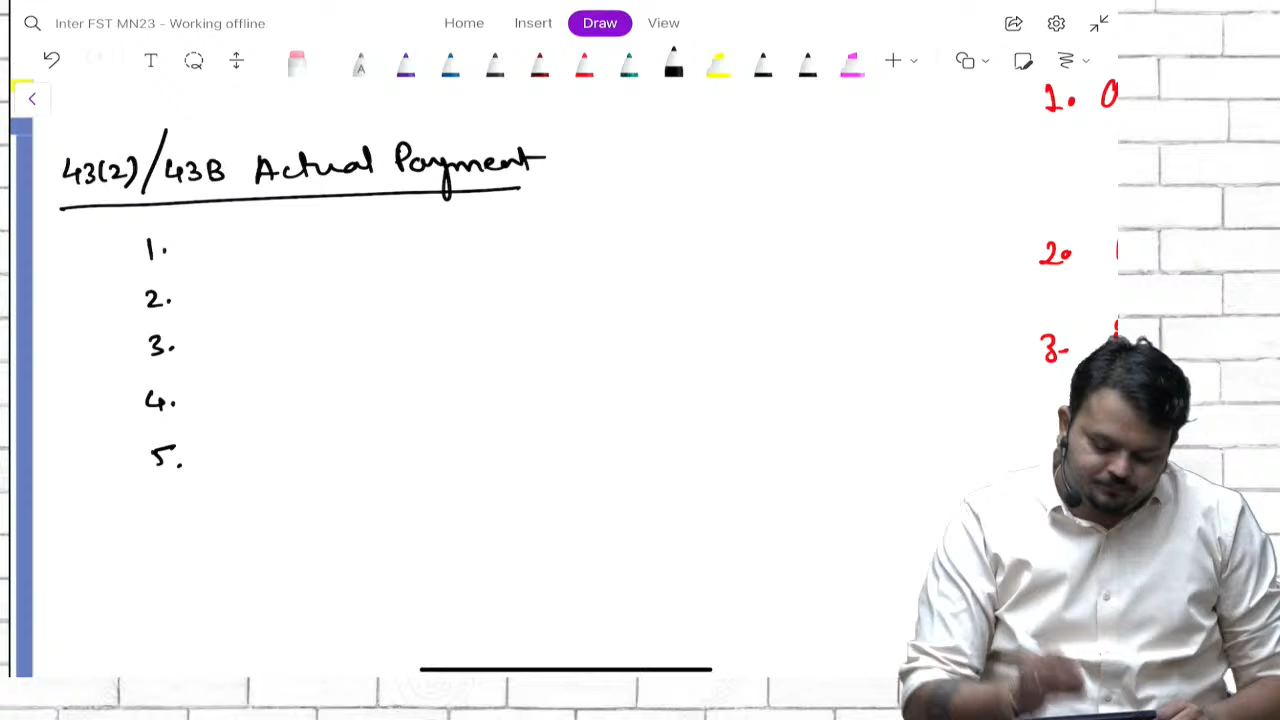 Inter FST MN23 - Working offline
Home Insert Draw View
T A
1.
43(2)/43B Actual Payment
1.
2.
3.
4.
5.
2.
3.